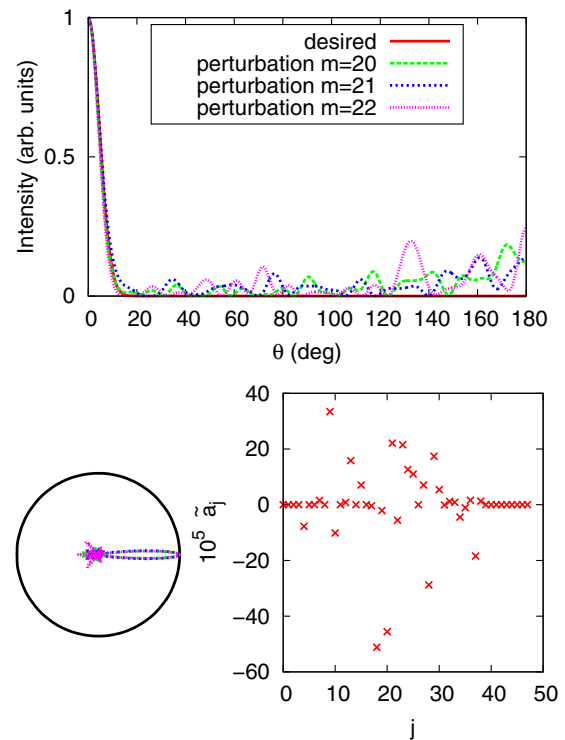 1
0.5
0
Intensity (arb. units)
desired
perturbation m=20
perturbation m=21
perturbation m=22
0 20 40 60 80 100 120 140 160 180
θ (deg)
40
20
0
−20
−40
−60
10⁵ ãⱼ
0 10 20 30 40 50
j